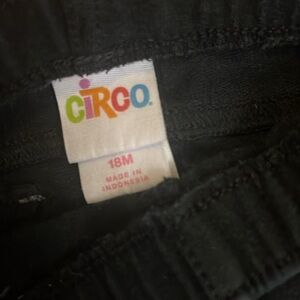 CiRCO.
18M
MADE IN
INDONESIA